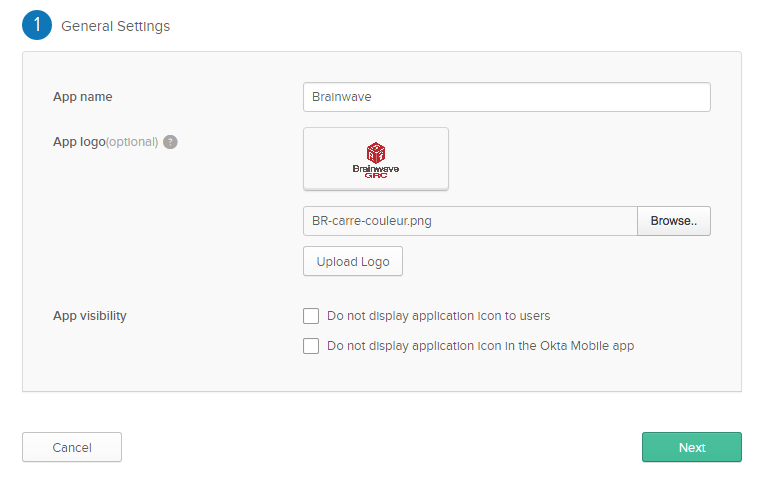 1 General Settings
App name Brainwave
App logo(optional) ?
Brainwave
GRC
BR-carre-couleur.png Browse..
Upload Logo
App visibility Do not display application icon to users
Do not display application icon in the Okta Mobile app
Cancel Next